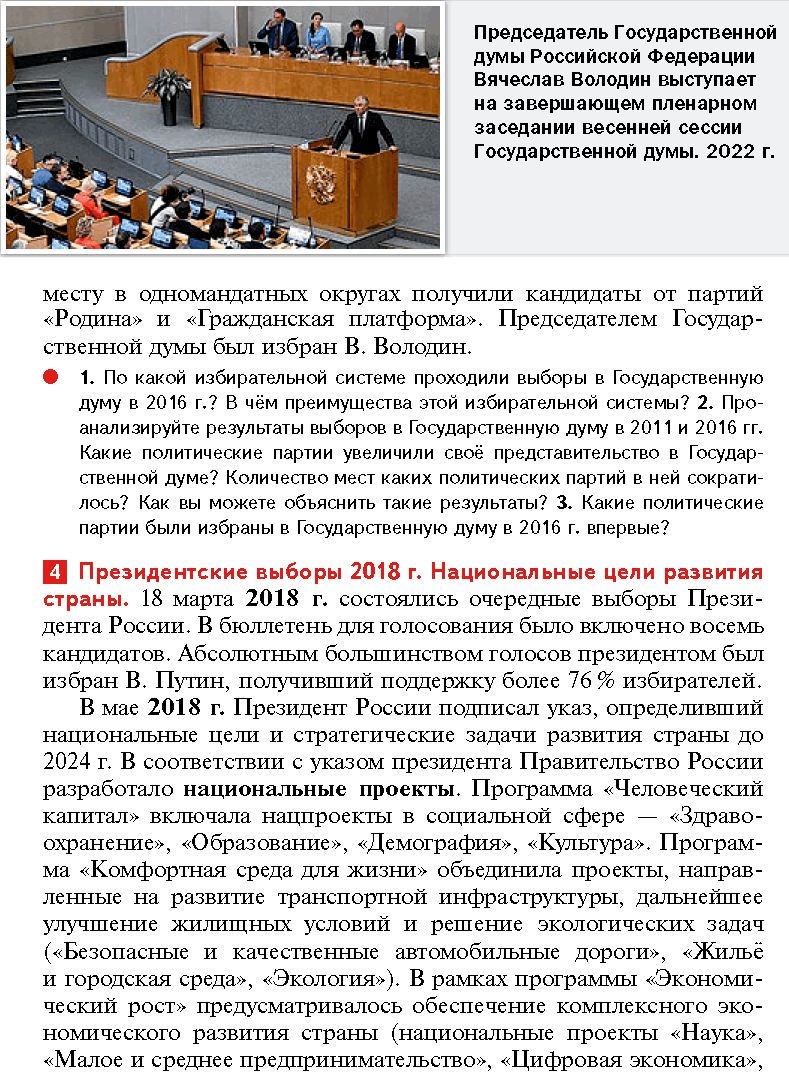 Председатель Государственной
думы Российской Федерации
Вячеслав Володин выступает
на завершающем пленарном
заседании весенней сессии
Государственной думы. 2022 г.
месту в одномандатных округах получили кандидаты от партий
«Родина» и «Гражданская платформа». Председателем Государ-
ственной думы был избран В. Володин.
1. По какой избирательной системе проходили выборы в Государственную
думу в 2016 г.? В чём преимущества этой избирательной системы? 2. Про-
анализируйте результаты выборов в Государственную думу в 2011 и 2016 гг.
Какие политические партии увеличили своё представительство в Государ-
ственной думе? Количество мест каких политических партий в ней сократи-
лось? Как вы можете объяснить такие результаты? 3. Какие политические
партии были избраны в Государственную думу в 2016 г. впервые?
4 Президентские выборы 2018 г. Национальные цели развития
страны. 18 марта 2018 г. состоялись очередные выборы Прези-
дента России. В бюллетень для голосования было включено восемь
кандидатов. Абсолютным большинством голосов президентом был
избран В. Путин, получивший поддержку более 76 % избирателей.
В мае 2018 г. Президент России подписал указ, определивший
национальные цели и стратегические задачи развития страны до
2024 г. В соответствии с указом президента Правительство России
разработало национальные проекты. Программа «Человеческий
капитал» включала нацпроекты в социальной сфере — «Здраво-
охранение», «Образование», «Демография», «Культура». Програм-
ма «Комфортная среда для жизни» объединила проекты, направ-
ленные на развитие транспортной инфраструктуры, дальнейшее
улучшение жилищных условий и решение экологических задач
(«Безопасные и качественные автомобильные дороги», «Жильё
и городская среда», «Экология»). В рамках программы «Экономи-
ческий рост» предусматривалось обеспечение комплексного эко-
номического развития страны (национальные проекты «Наука»,
«Малое и среднее предпринимательство», «Цифровая экономика»,